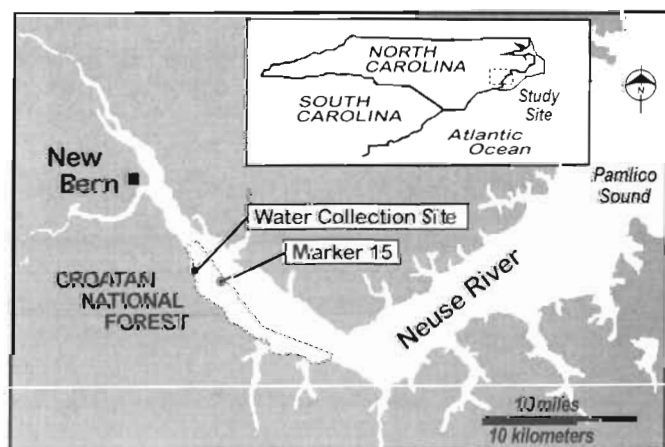 NORTH
CAROLINA
SOUTH
CAROLINA
Study
Site
Atlantic
Ocean
N
New
Bern
Pamlico
Sound
Water Collection Site
Marker 15
CROATAN
NATIONAL
FOREST
Neuse River
10 miles
10 kilometers